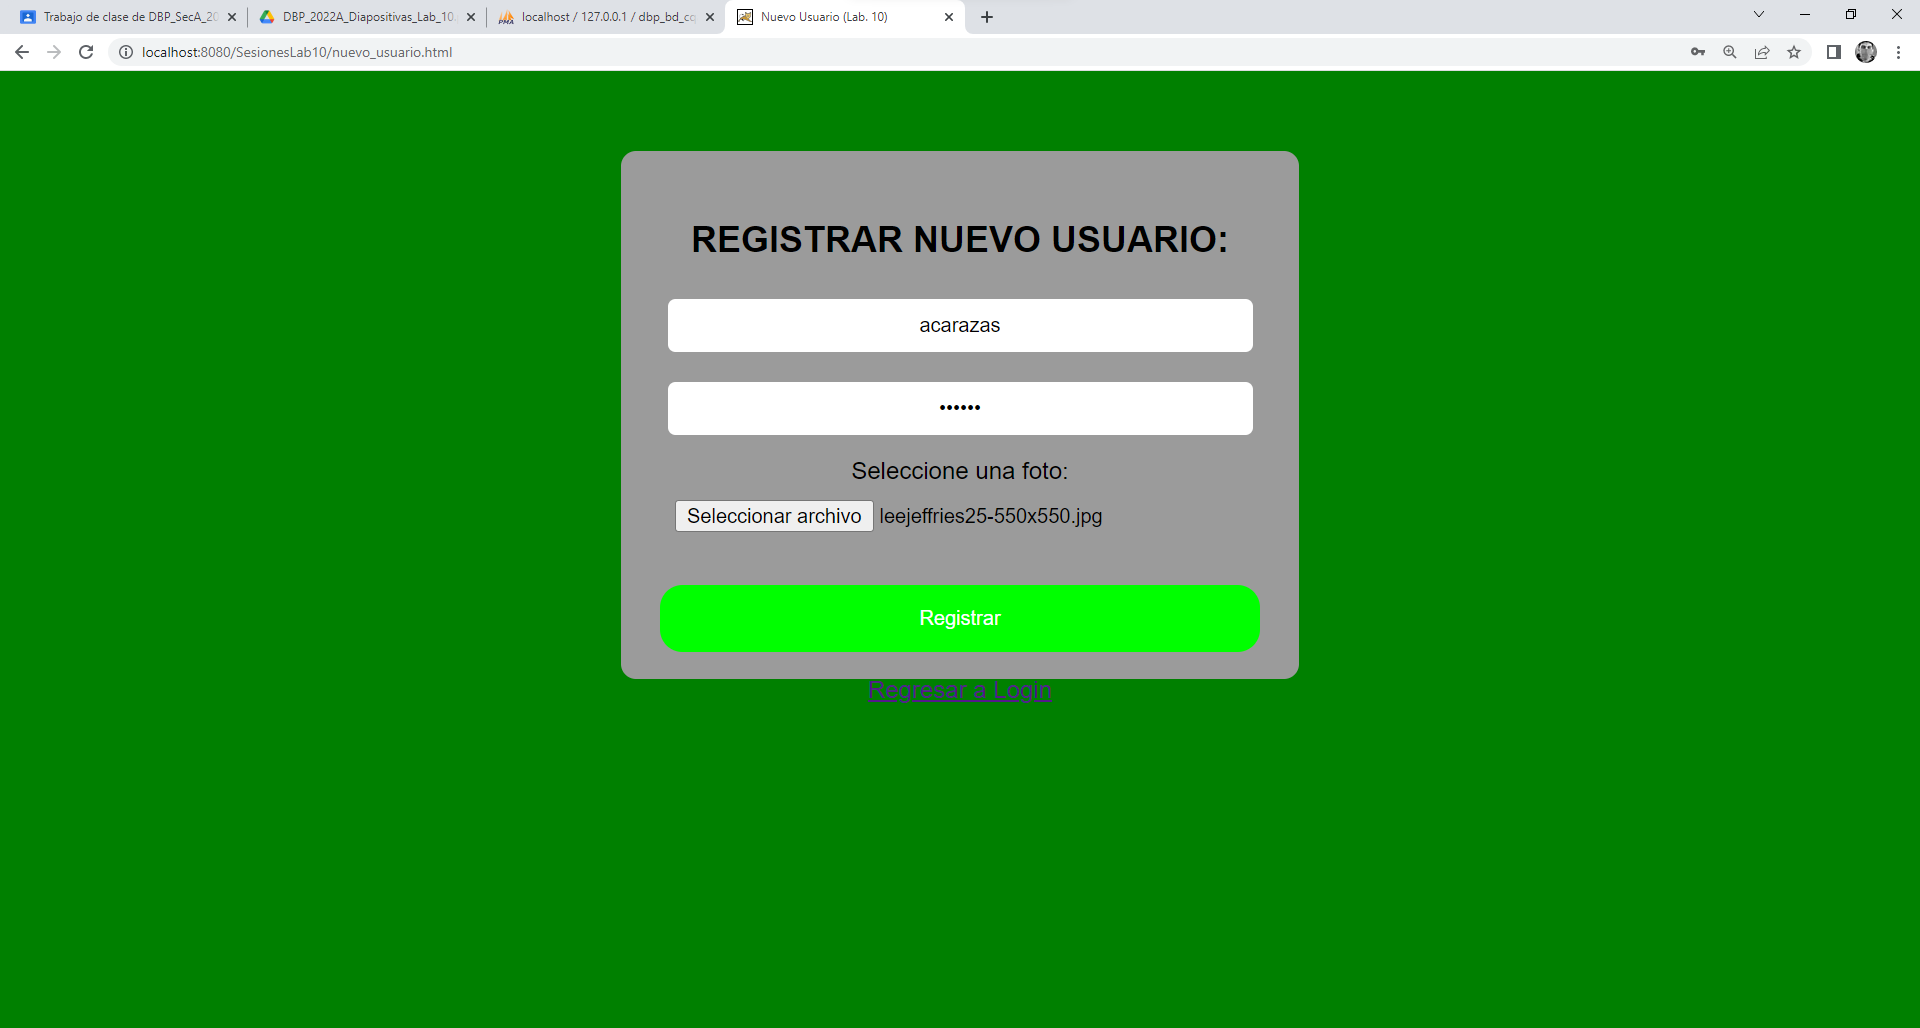 Trabajo de clase de DBP_SecA_20
DBP_2022A_Diapositivas_Lab_10.
localhost / 127.0.0.1 / dbp_bd_cq
Nuevo Usuario (Lab. 10)
localhost:8080/SesionesLab10/nuevo_usuario.html
REGISTRAR NUEVO USUARIO:
acarazas
••••••
Seleccione una foto:
Seleccionar archivo leejeffries25-550x550.jpg
Registrar
Regresar a Login